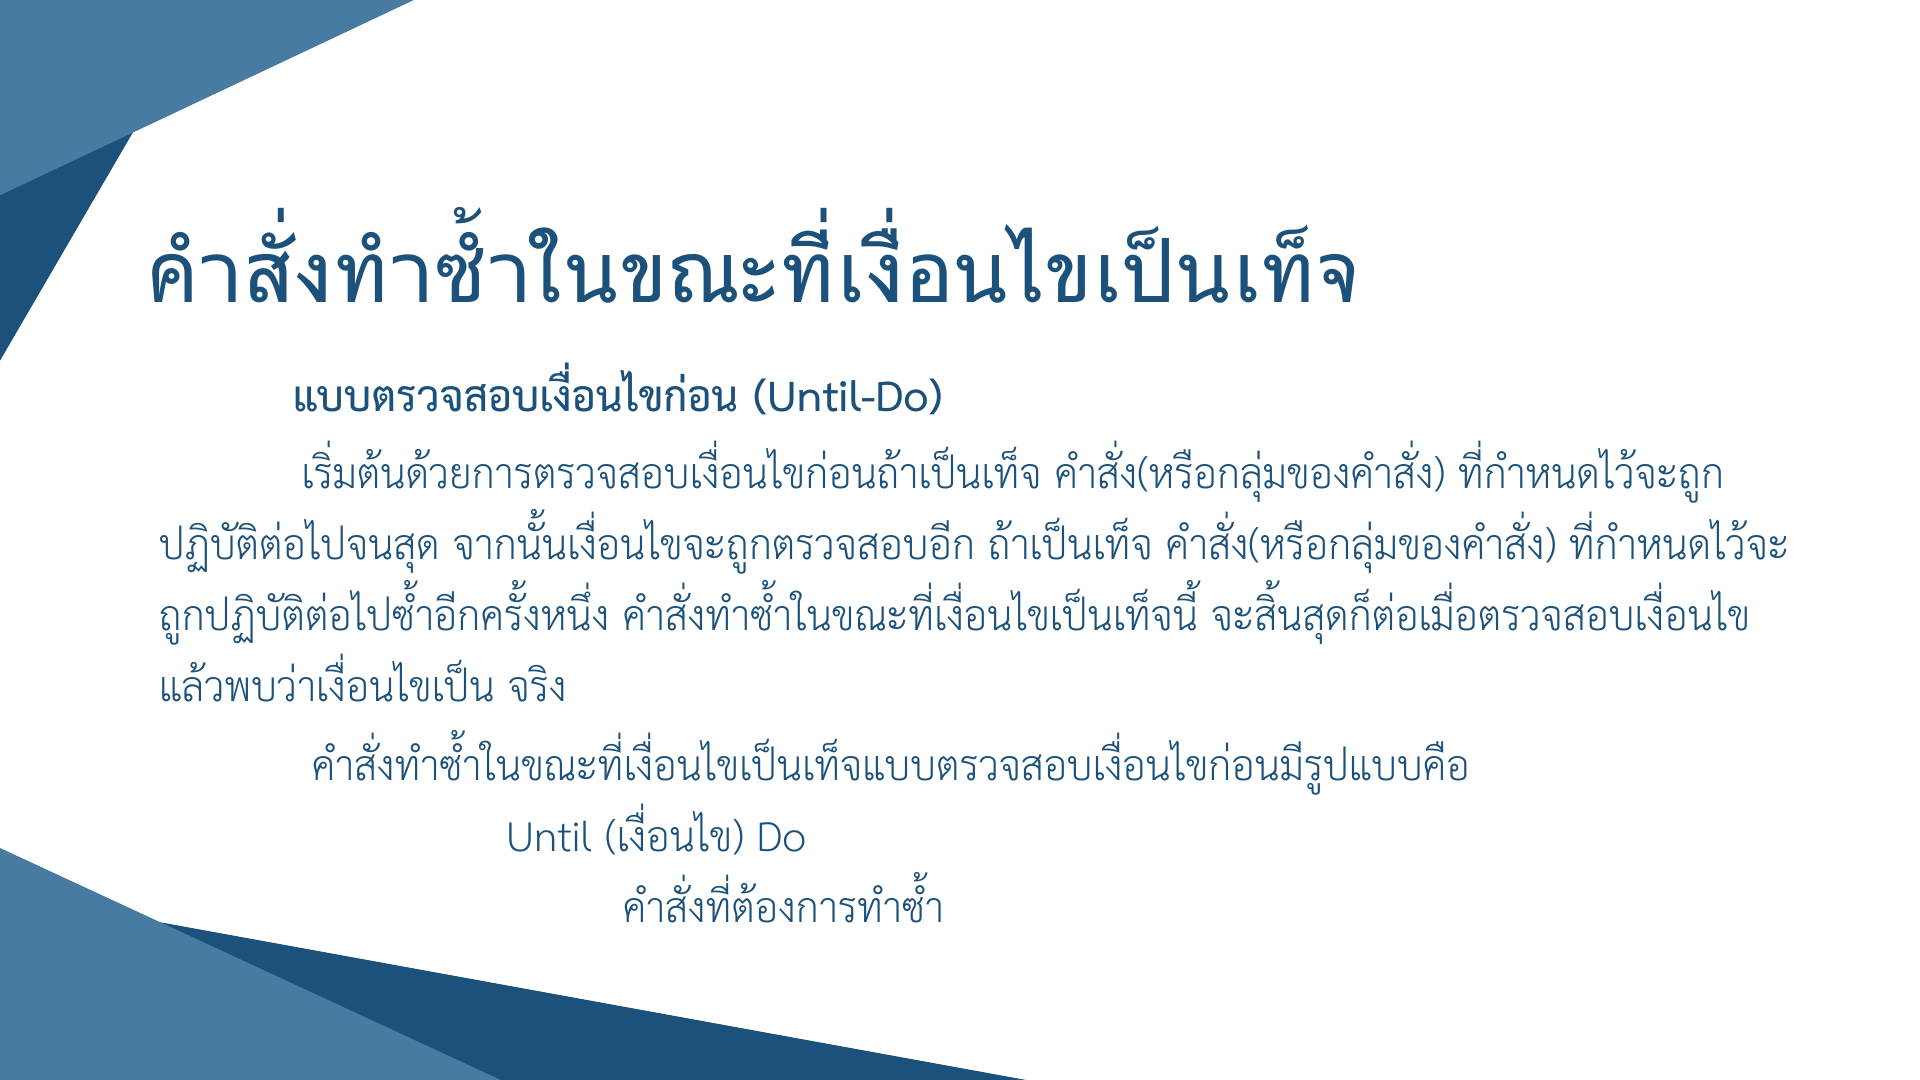 คำสั่งทำซ้ำในขณะที่เงื่อนไขเป็นเท็จ
แบบตรวจสอบเงื่อนไขก่อน (Until-Do)
เริ่มต้นด้วยการตรวจสอบเงื่อนไขก่อนถ้าเป็นเท็จ คำสั่ง(หรือกลุ่มของคำสั่ง) ที่กำหนดไว้จะถูก
ปฏิบัติต่อไปจนสุด จากนั้นเงื่อนไขจะถูกตรวจสอบอีก ถ้าเป็นเท็จ คำสั่ง(หรือกลุ่มของคำสั่ง) ที่กำหนดไว้จะ
ถูกปฏิบัติต่อไปซ้ำอีกครั้งหนึ่ง คำสั่งทำซ้ำในขณะที่เงื่อนไขเป็นเท็จนี้ จะสิ้นสุดก็ต่อเมื่อตรวจสอบเงื่อนไข
แล้วพบว่าเงื่อนไขเป็น จริง
คำสั่งทำซ้ำในขณะที่เงื่อนไขเป็นเท็จแบบตรวจสอบเงื่อนไขก่อนมีรูปแบบคือ
Until (เงื่อนไข) Do
คำสั่งที่ต้องการทำซ้ำ